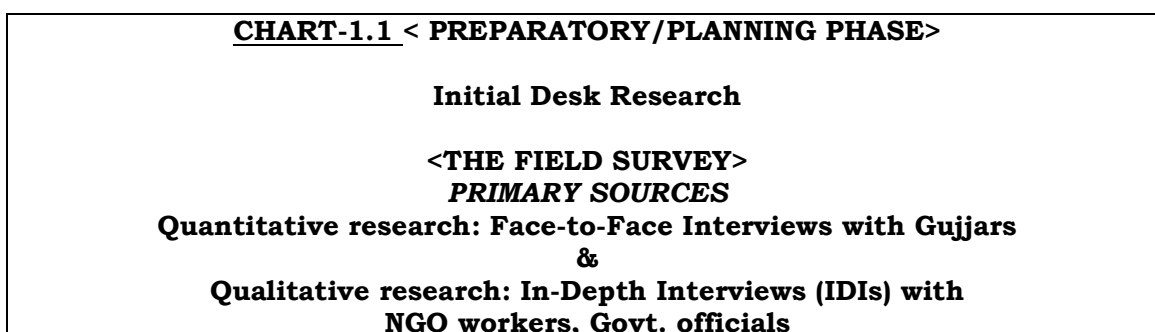 CHART-1.1 < PREPARATORY/PLANNING PHASE>
Initial Desk Research
<THE FIELD SURVEY>
PRIMARY SOURCES
Quantitative research: Face-to-Face Interviews with Gujjars
&
Qualitative research: In-Depth Interviews (IDIs) with
NGO workers, Govt. officials